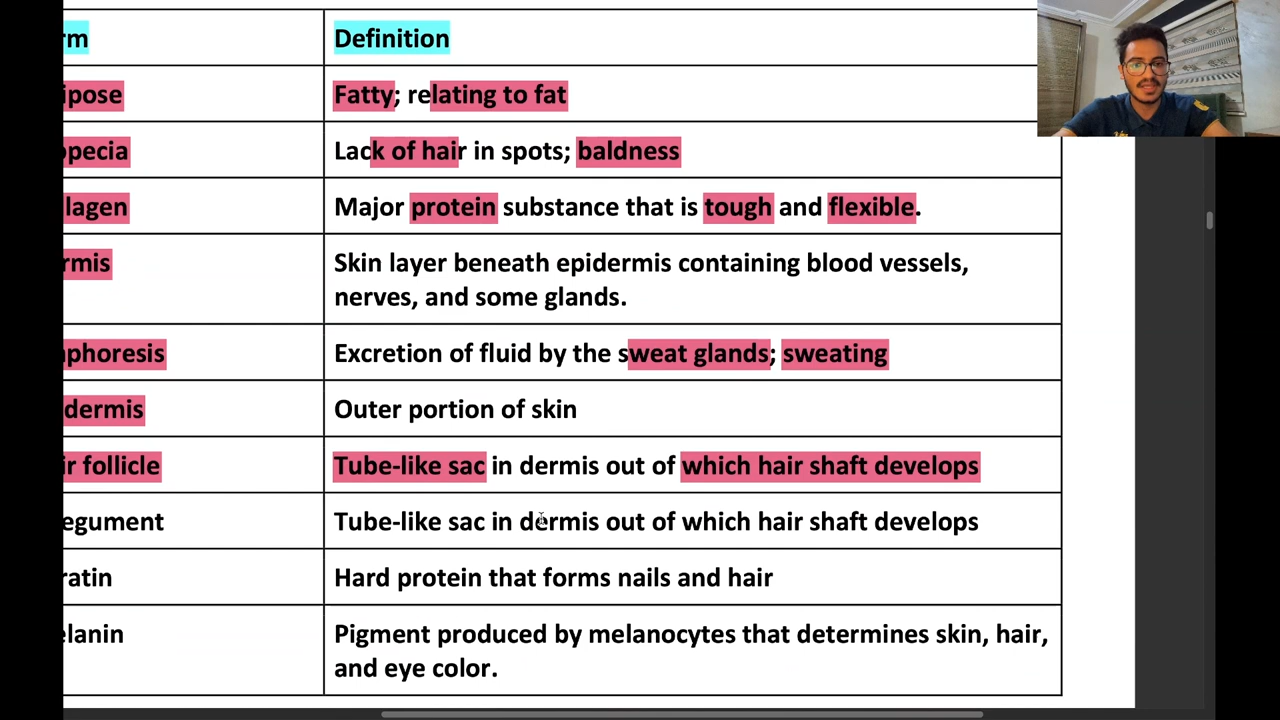 rm Definition
ipose Fatty; relating to fat
opecia Lack of hair in spots; baldness
lagen Major protein substance that is tough and flexible.
rmis Skin layer beneath epidermis containing blood vessels,
nerves, and some glands.
aphoresis Excretion of fluid by the sweat glands; sweating
dermis Outer portion of skin
ir follicle Tube-like sac in dermis out of which hair shaft develops
egument Tube-like sac in dermis out of which hair shaft develops
ratin Hard protein that forms nails and hair
elanin Pigment produced by melanocytes that determines skin, hair,
and eye color.